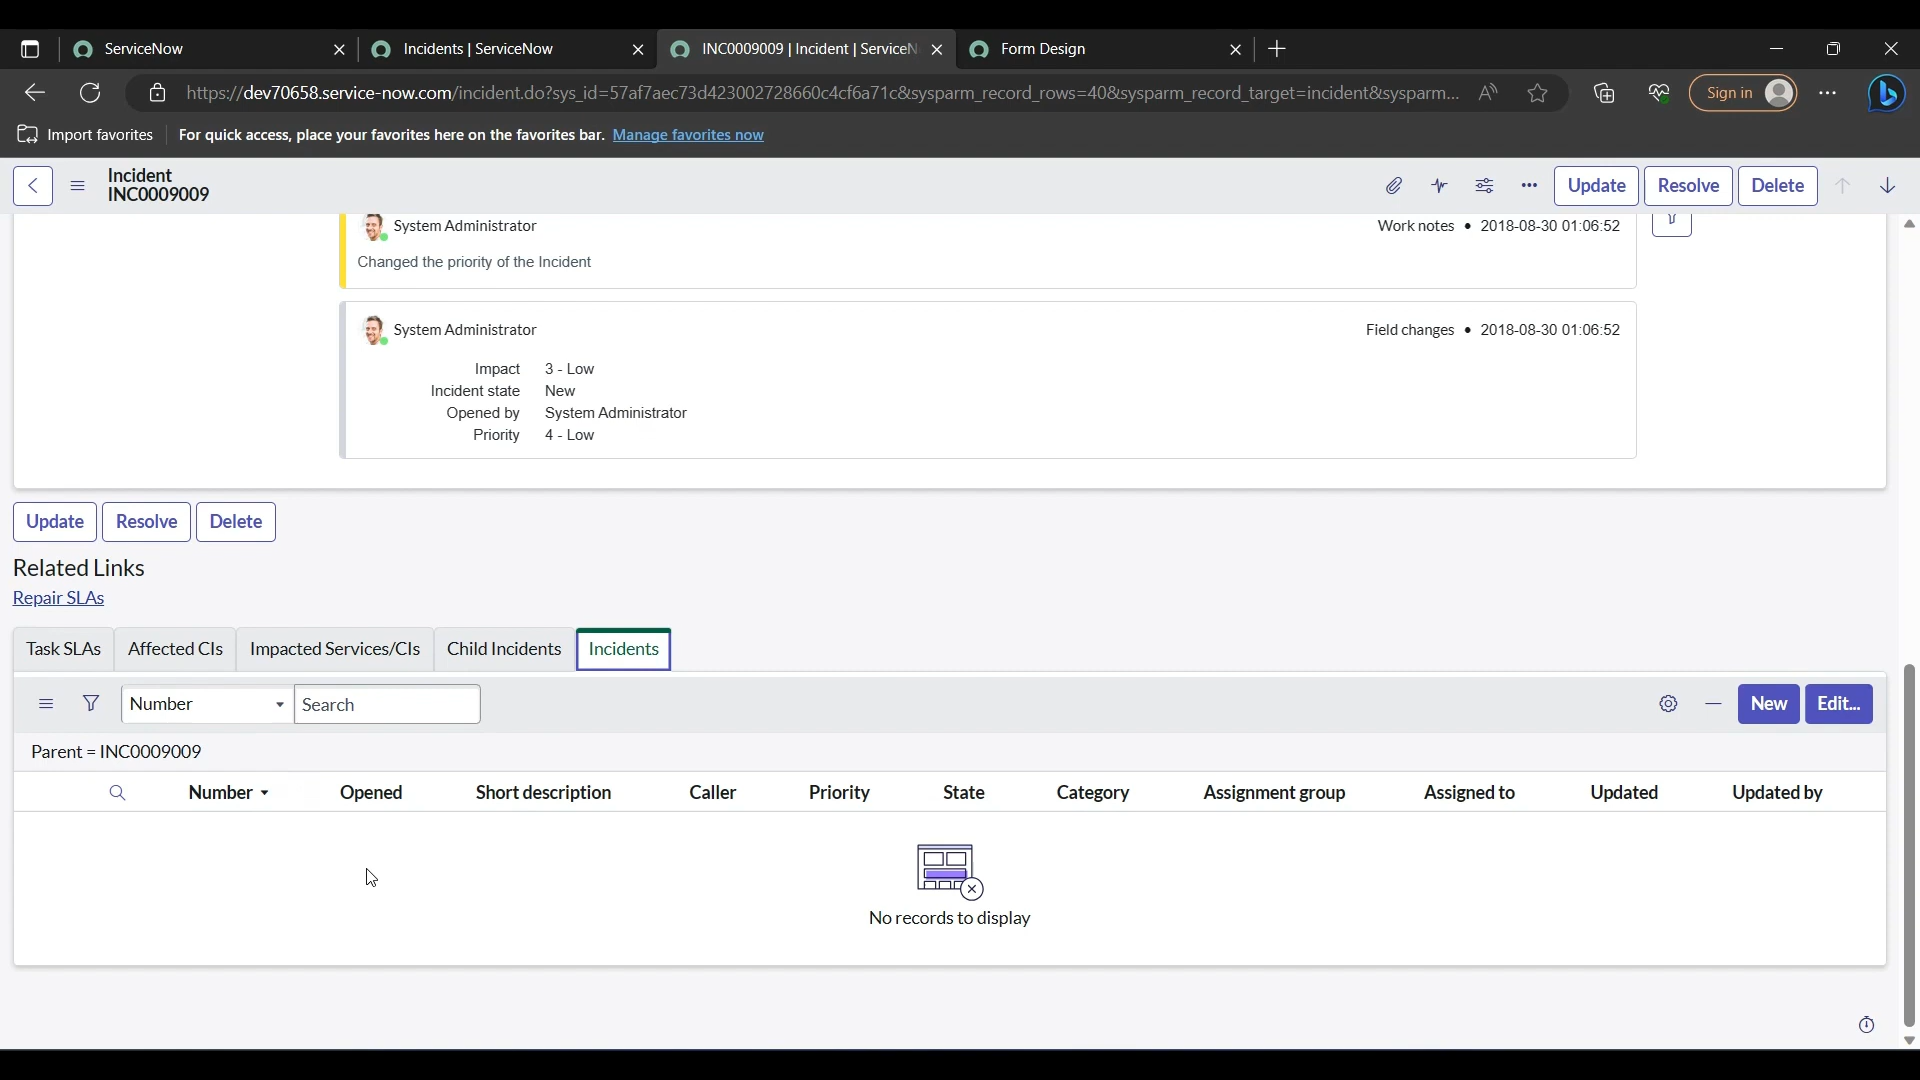 ServiceNow
Incidents | ServiceNow
INC0009009 | Incident | ServiceN
Form Design
https://dev70658.service-now.com/incident.do?sys_id=57af7aec73d423002728660c4cf6a71c&sysparm_record_rows=40&sysparm_record_target=incident&sysparm...
Sign in
Import favorites
For quick access, place your favorites here on the favorites bar. Manage favorites now
Incident
INC0009009
Update Resolve Delete
System Administrator
Work notes • 2018-08-30 01:06:52
Changed the priority of the Incident
System Administrator
Field changes • 2018-08-30 01:06:52
Impact 3 - Low
Incident state New
Opened by System Administrator
Priority 4 - Low
Update Resolve Delete
Related Links
Repair SLAs
Task SLAs Affected CIs Impacted Services/CIs Child Incidents Incidents
Number Search New Edit...
Parent = INC0009009
Number Opened Short description Caller Priority State Category Assignment group Assigned to Updated Updated by
No records to display